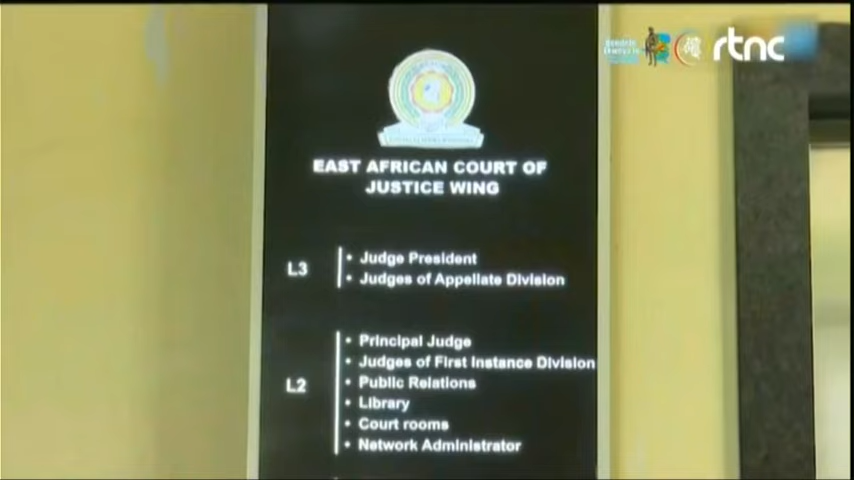 rtnc
EAST AFRICAN COURT OF
JUSTICE WING
L3
• Judge President
• Judges of Appellate Division
L2
• Principal Judge
• Judges of First Instance Division
• Public Relations
• Library
• Court rooms
• Network Administrator